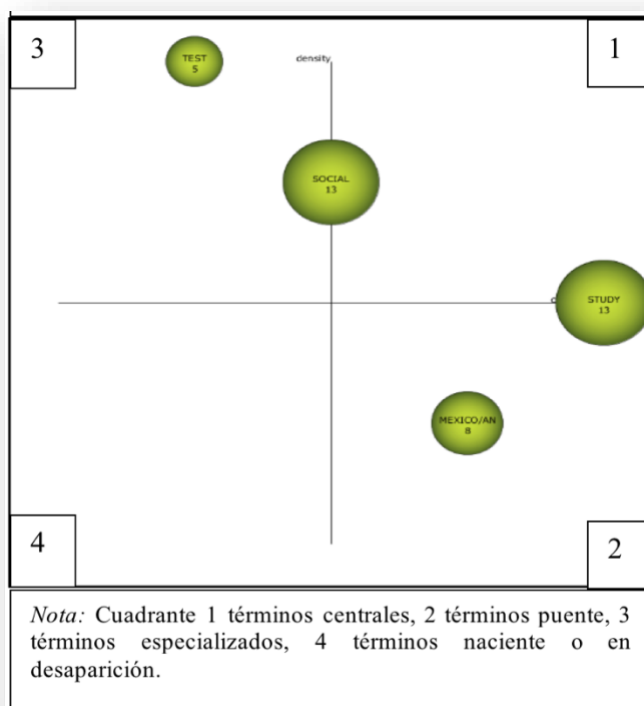 3
1
TEST
5
density
SOCIAL
13
c
STUDY
13
MEXICO/AN
8
4
2
Nota: Cuadrante 1 términos centrales, 2 términos puente, 3
términos especializados, 4 términos naciente o en
desaparición.